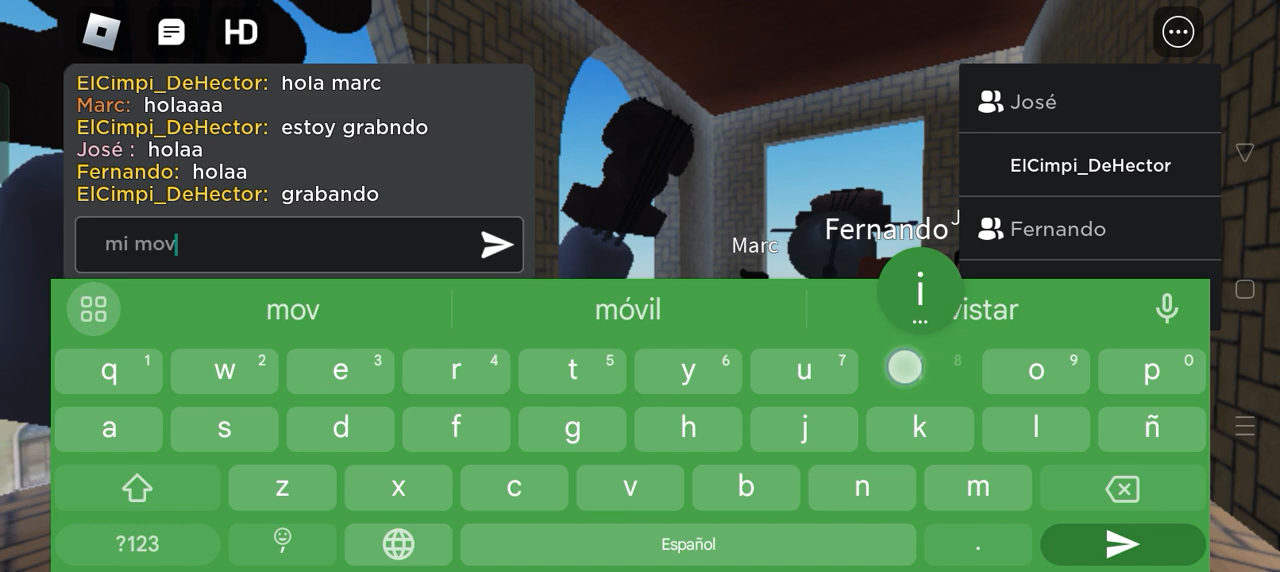 HD
ElCimpi_DeHector: hola marc
Marc: holaaaa
ElCimpi_DeHector: estoy grabndo
José : holaa
Fernando: holaa
ElCimpi_DeHector: grabando
mi mov
José
ElCimpi_DeHector
Fernando
Marc
Fernando
J
mov móvil vistar
i
q 1 w 2 e 3 r 4 t 5 y 6 u 7 8 o 9 p 0
a s d f g h j k l ñ
z x c v b n m
?123 Español .